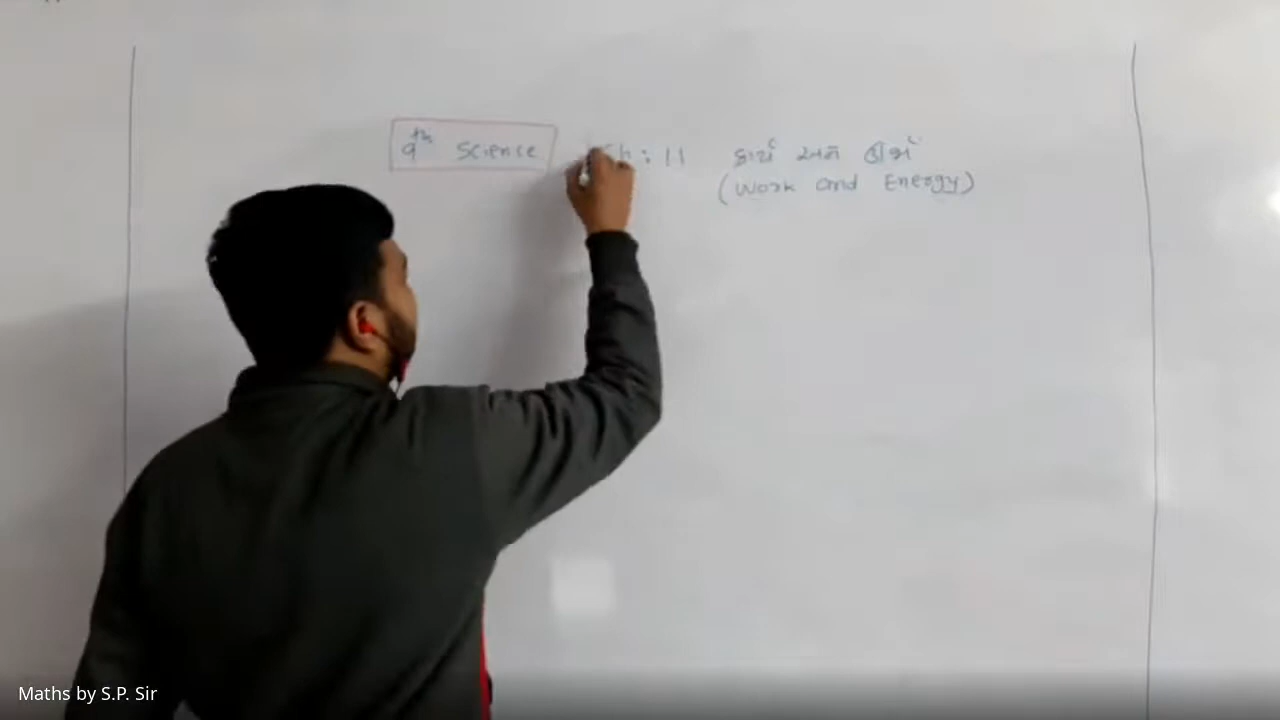 9th Science Ch: 11 કાર્ય અને ઊર્જા
(Work and Energy)
Maths by S.P. Sir